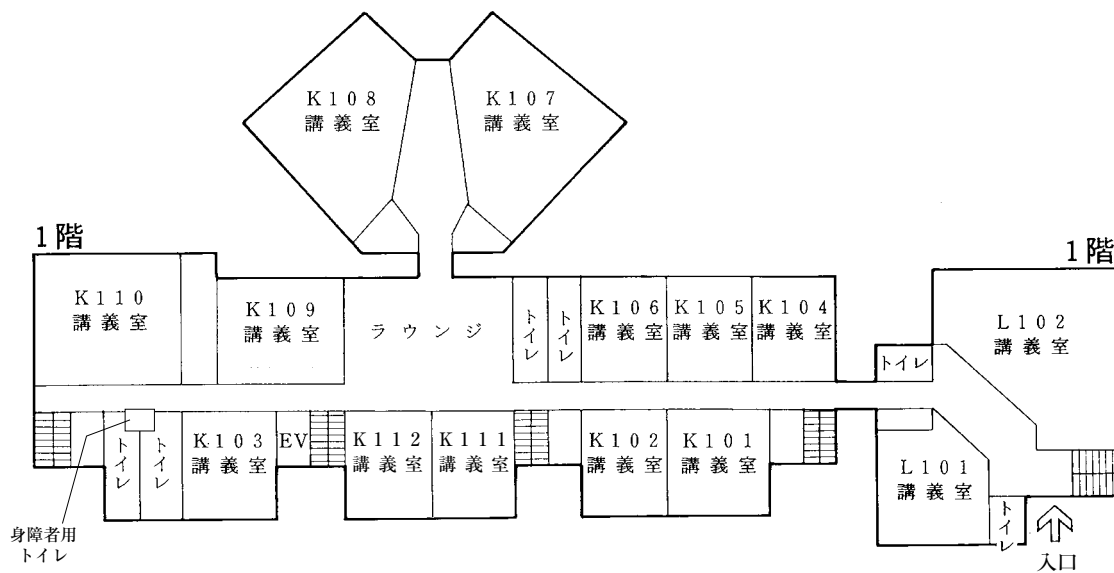 K108
講義室
K107
講義室
1階
1階
K110
講義室
K109
講義室
ラウンジ
トイレ
トイレ
K106
講義室
K105
講義室
K104
講義室
トイレ
L102
講義室
トイレ
トイレ
K103
講義室
EV
K112
講義室
K111
講義室
K102
講義室
K101
講義室
L101
講義室
トイレ
身障者用
トイレ
入口